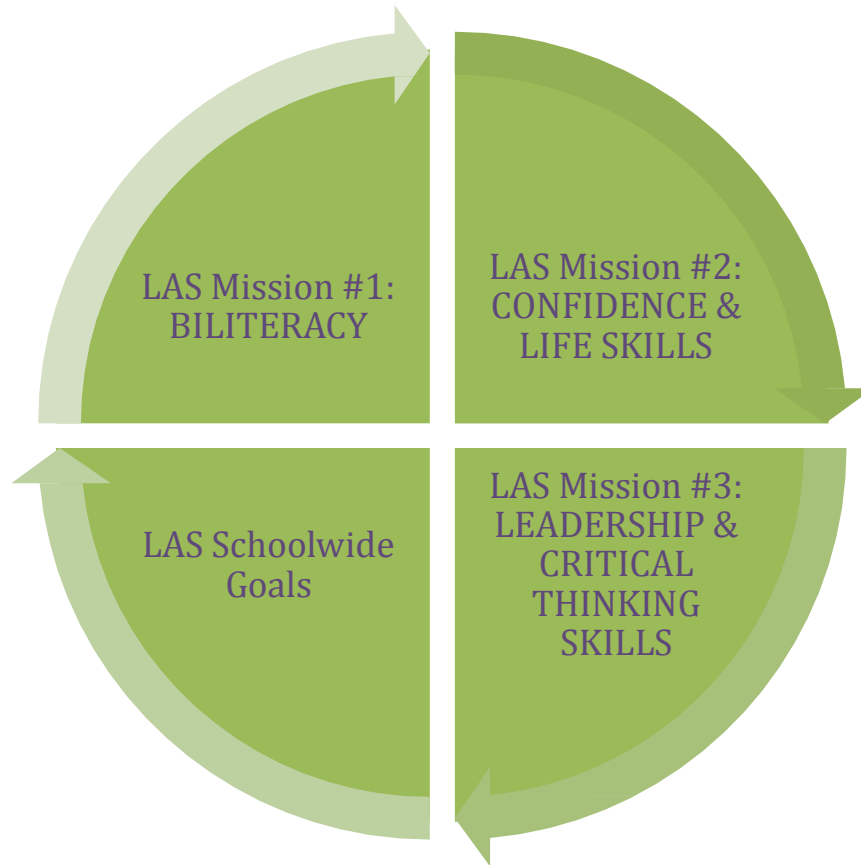 LAS Mission #1:
BILITERACY
LAS Mission #2:
CONFIDENCE &
LIFE SKILLS
LAS Schoolwide
Goals
LAS Mission #3:
LEADERSHIP &
CRITICAL
THINKING
SKILLS